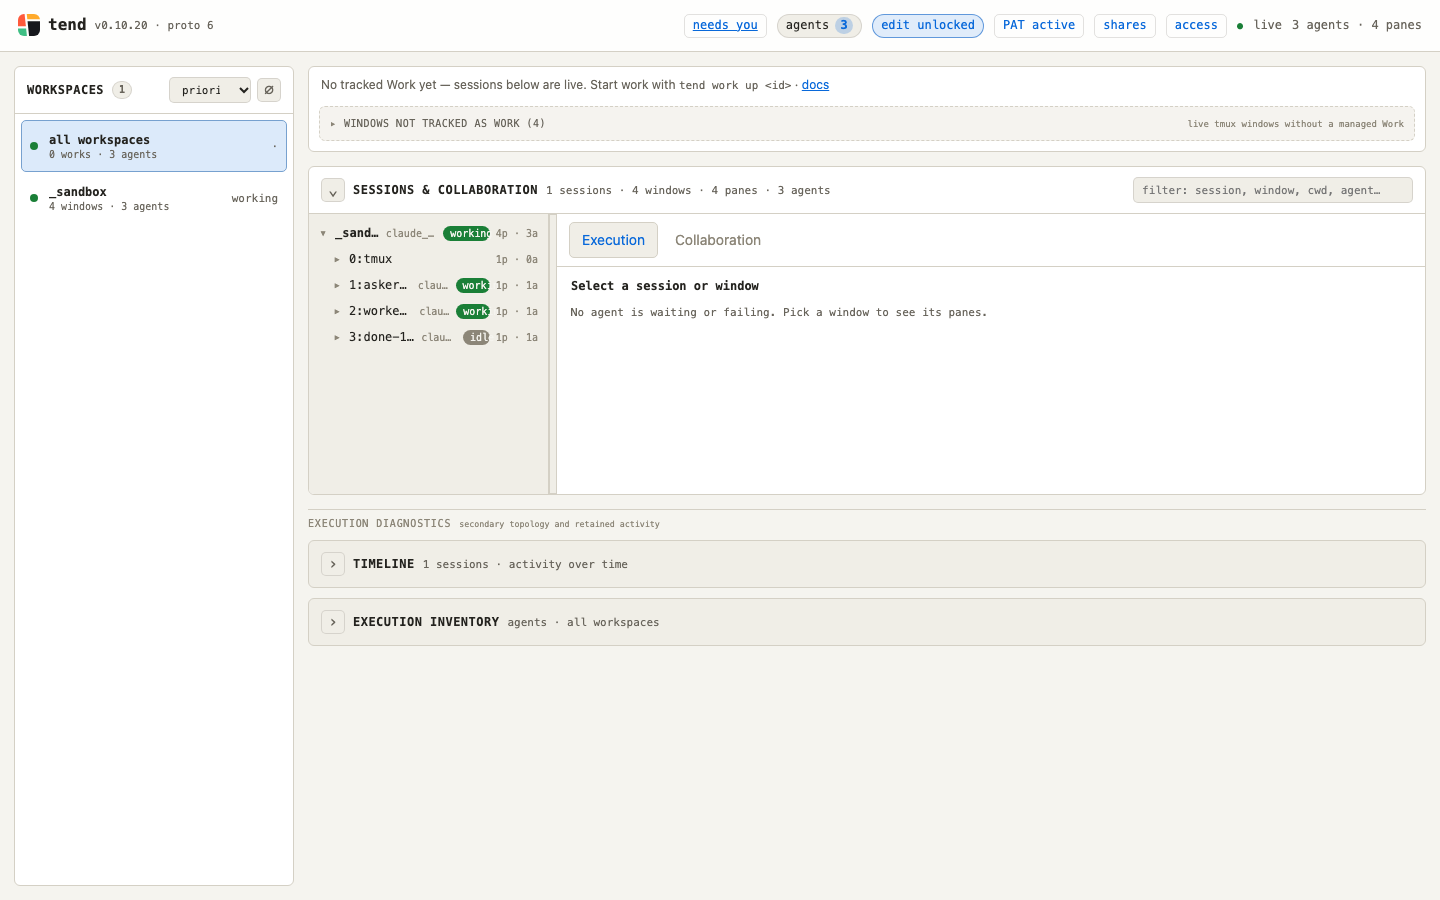 tend v0.10.20 · proto 6
needs you agents 3 edit unlocked PAT active shares access live 3 agents · 4 panes
WORKSPACES 1 priori
all workspaces
0 works · 3 agents
_sandbox
4 windows · 3 agents
working
No tracked Work yet — sessions below are live. Start work with tend work up <id> · docs
WINDOWS NOT TRACKED AS WORK (4) live tmux windows without a managed Work
SESSIONS & COLLABORATION 1 sessions · 4 windows · 4 panes · 3 agents filter: session, window, cwd, agent…
_sand… claude_… working 4p · 3a
0:tmux 1p · 0a
1:asker… clau… work 1p · 1a
2:worke… clau… work 1p · 1a
3:done-1… clau… idl 1p · 1a
Execution Collaboration
Select a session or window
No agent is waiting or failing. Pick a window to see its panes.
EXECUTION DIAGNOSTICS secondary topology and retained activity
TIMELINE 1 sessions · activity over time
EXECUTION INVENTORY agents · all workspaces